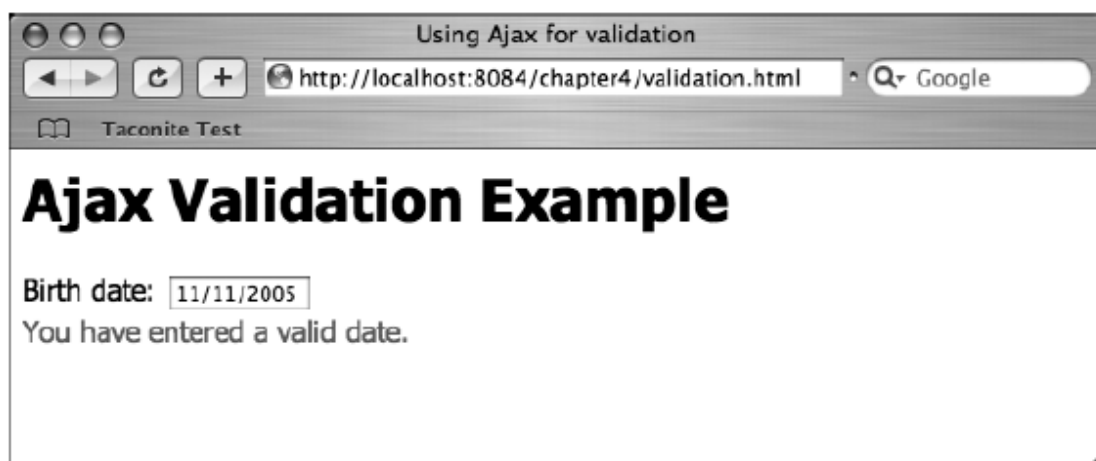 Using Ajax for validation
http://localhost:8084/chapter4/validation.html
Google
Taconite Test
Ajax Validation Example
Birth date: 11/11/2005
You have entered a valid date.